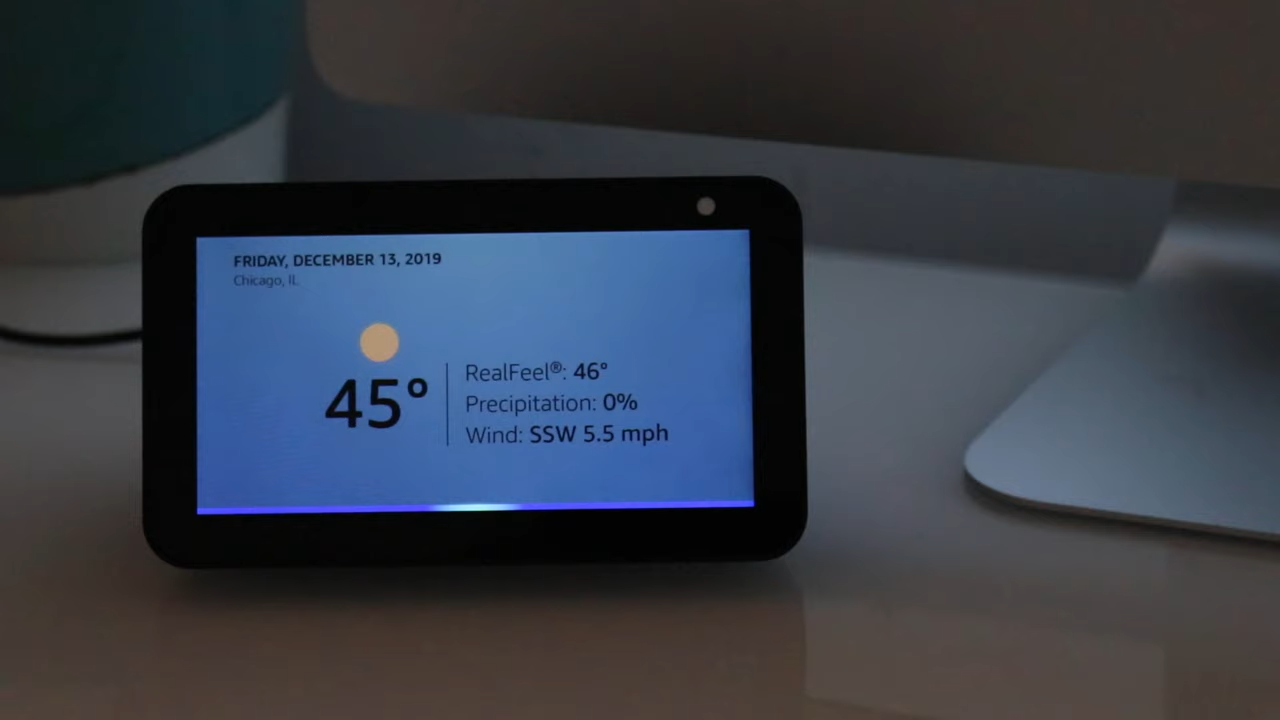 FRIDAY, DECEMBER 13, 2019
Chicago, IL
45°
RealFeel®: 46°
Precipitation: 0%
Wind: SSW 5.5 mph